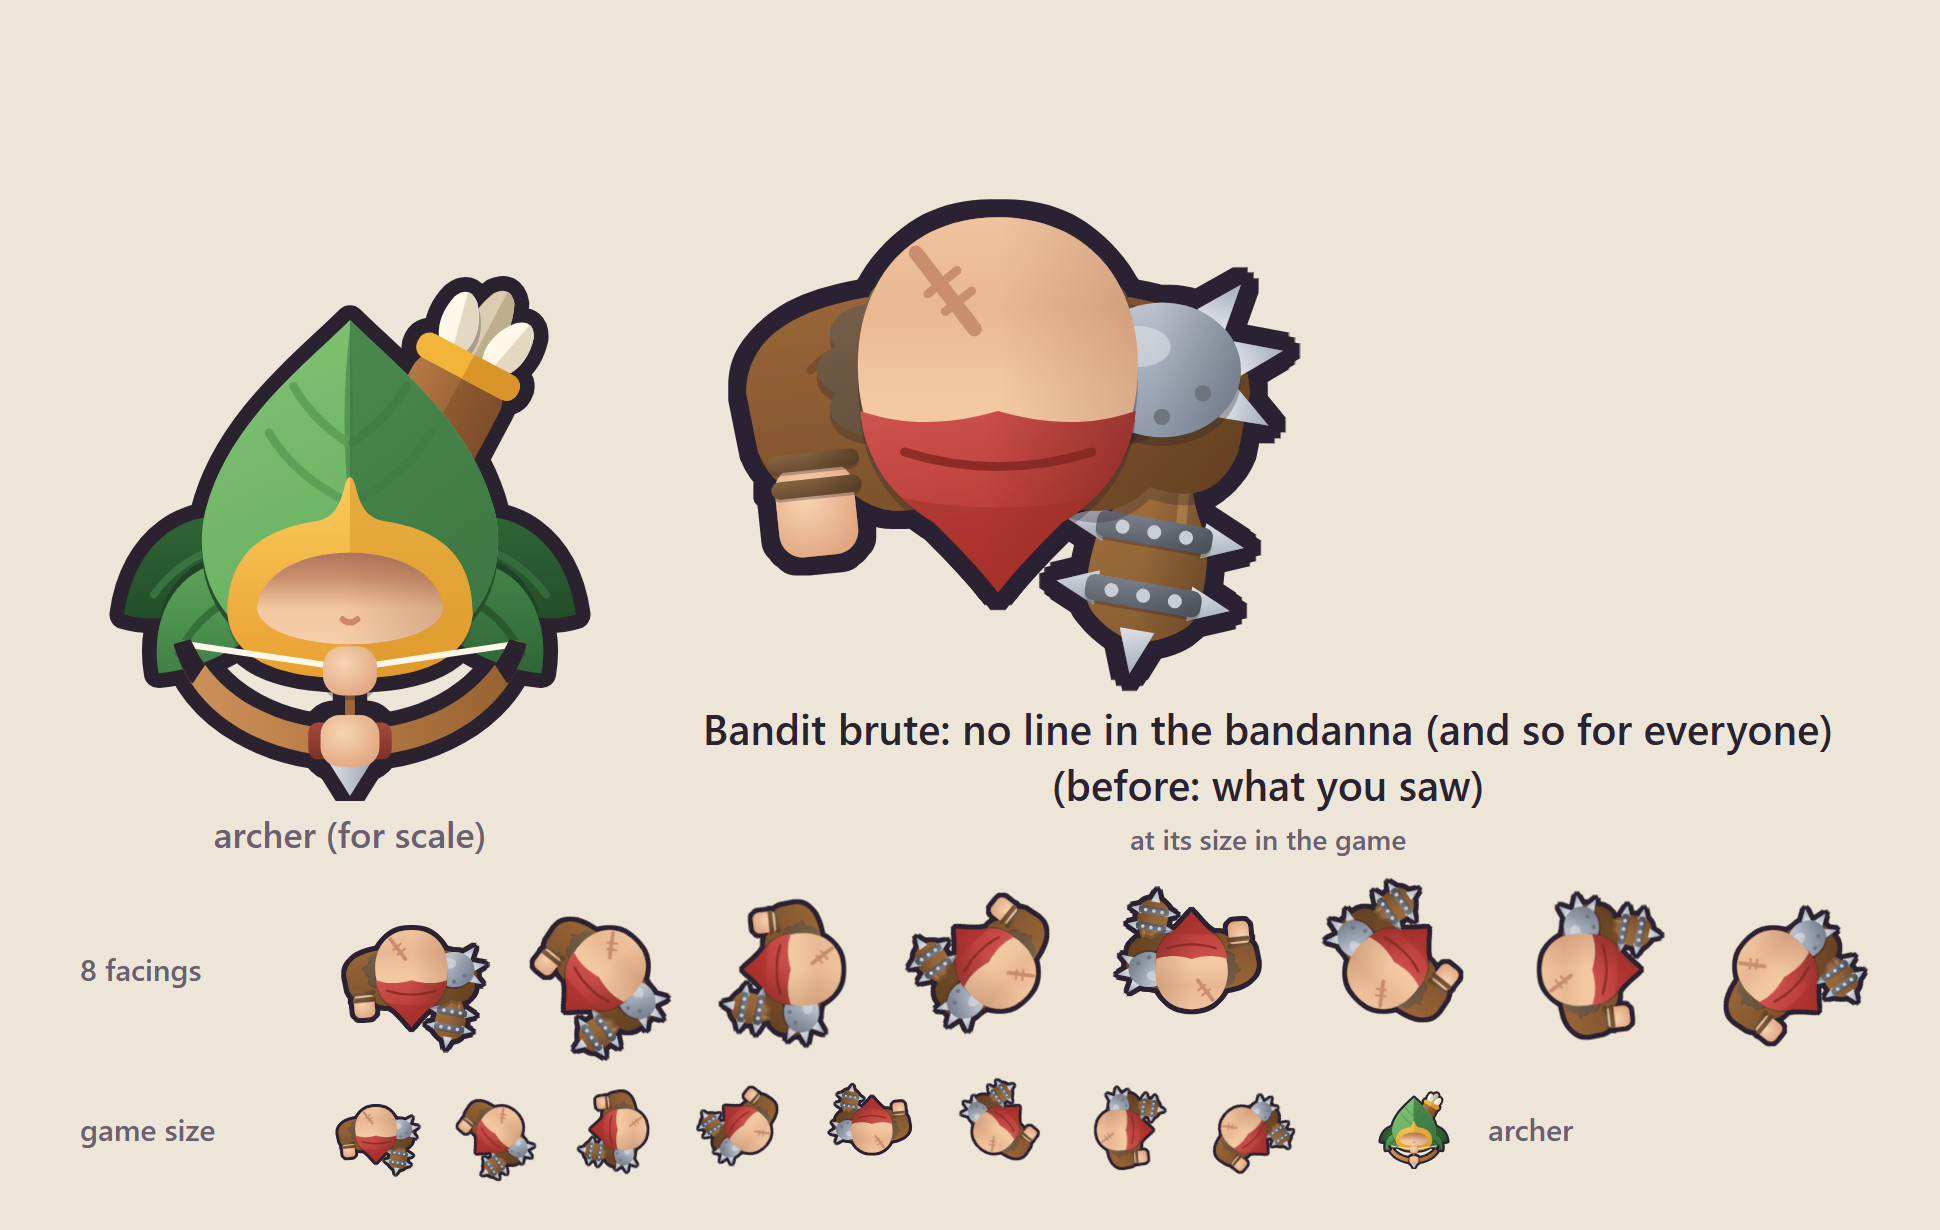 Bandit brute: no line in the bandanna (and so for everyone)
(before: what you saw)
archer (for scale)
at its size in the game
8 facings
game size
archer